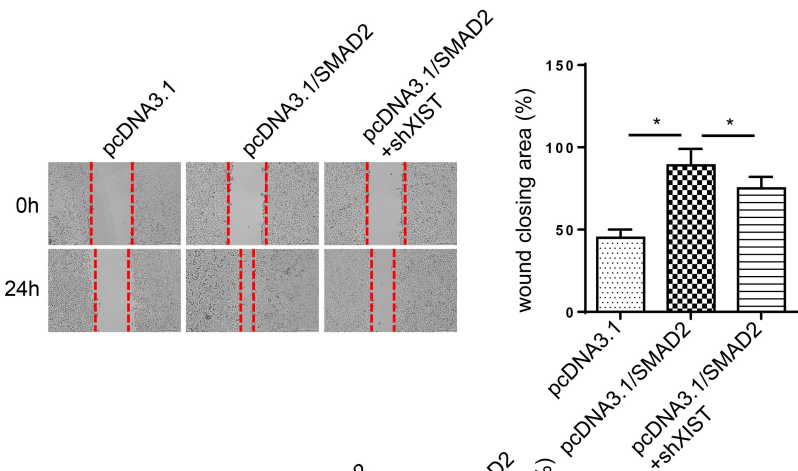 pcDNA3.1
pcDNA3.1/SMAD2
pcDNA3.1/SMAD2
+shXIST
0h
24h
wound closing area (%)
150
100
50
0
*
*
pcDNA3.1
pcDNA3.1/SMAD2
pcDNA3.1/SMAD2
+shXIST
D2
%)